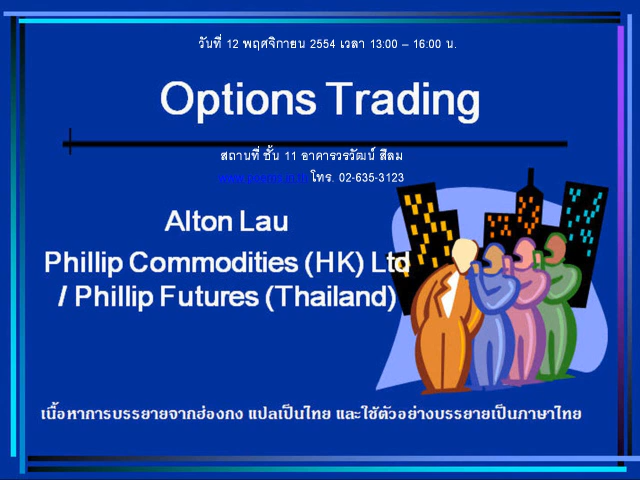 วันที่ 12 พฤศจิกายน 2554 เวลา 13:00 – 16:00 น.
Options Trading
สถานที่ ชั้น 11 อาคารวรวัฒน์ สีลม
โทร. 02-635-3123
Alton Lau
Phillip Commodities (HK) Ltd
/ Phillip Futures (Thailand)
เนื้อหาการบรรยายจากฮ่องกง แปลเป็นไทย และใช้ตัวอย่างบรรยายเป็นภาษาไทย